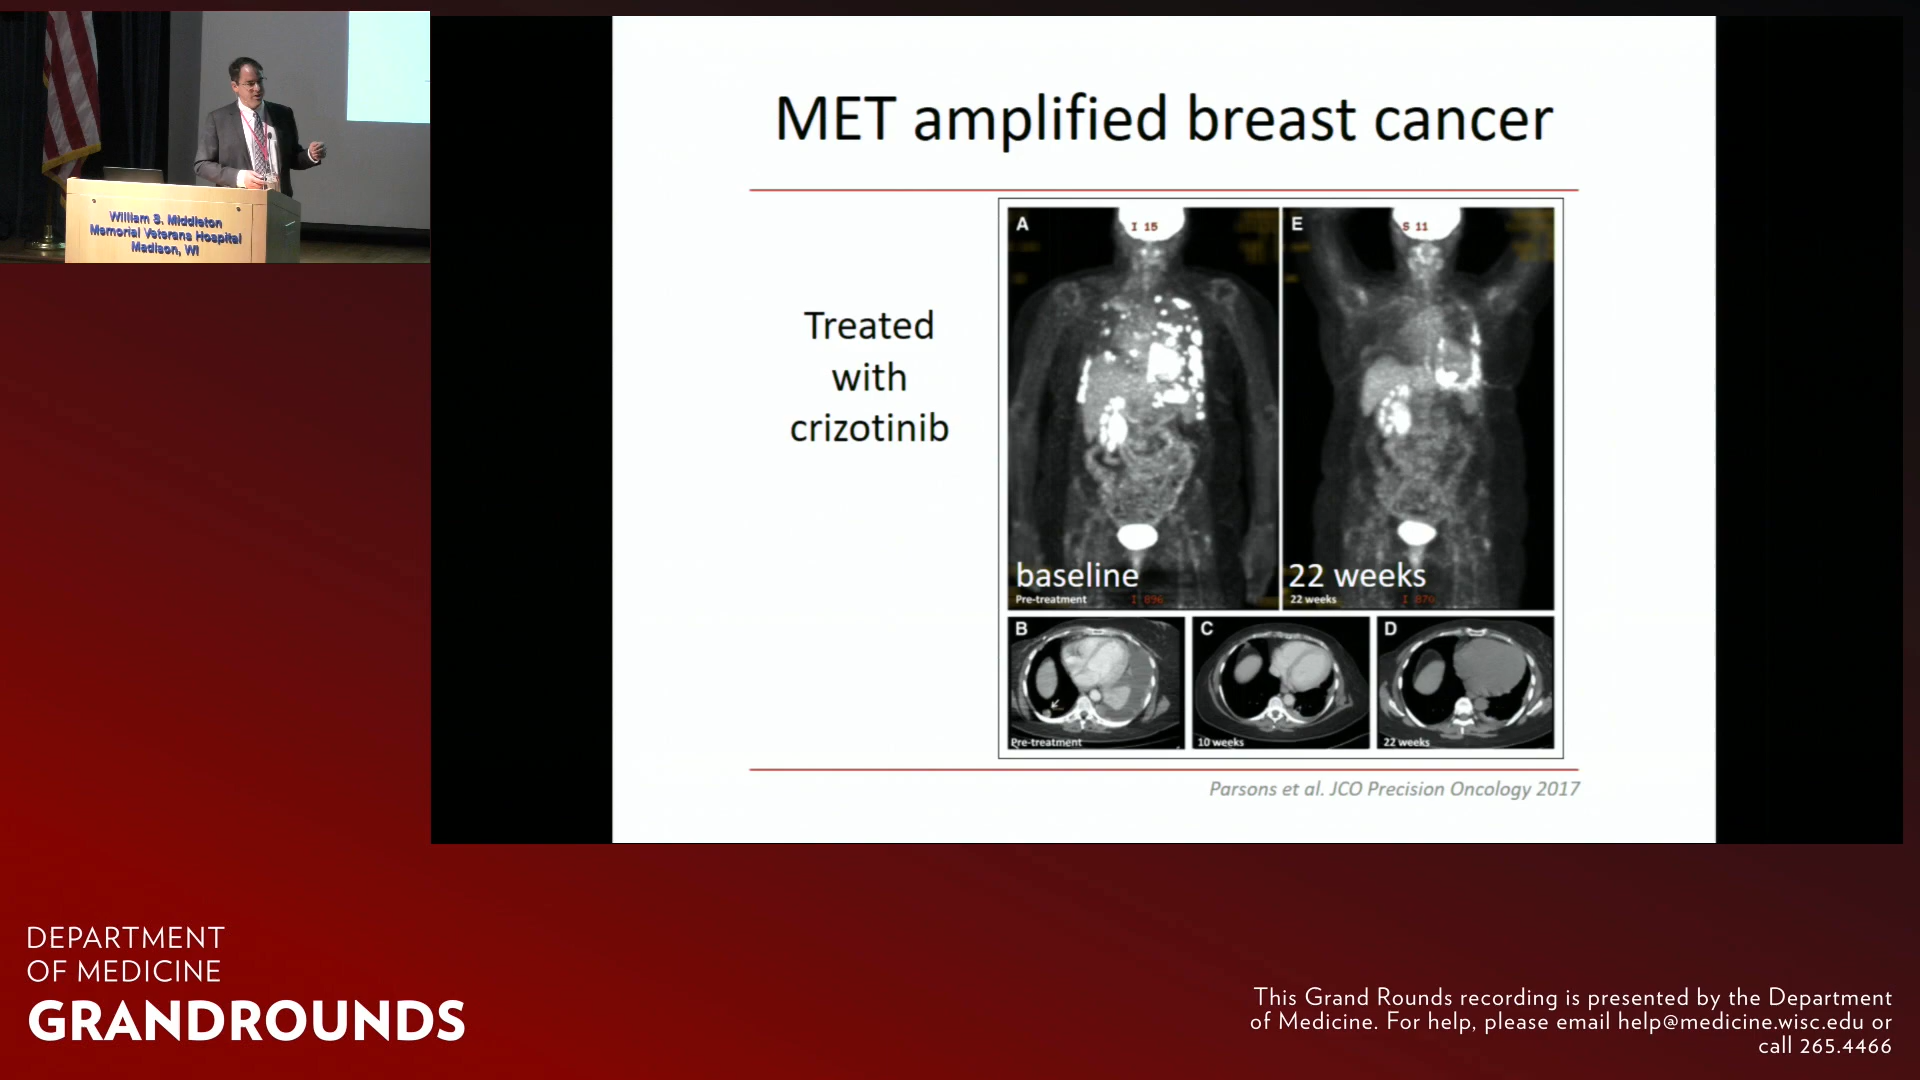 William S. Middleton
Memorial Veterans Hospital
Madison, WI
MET amplified breast cancer
Treated
with
crizotinib
A
I 15
E
S 11
baseline
Pre-treatment
I 896
22 weeks
22 weeks
I 870
B
Pre-treatment
C
10 weeks
D
22 weeks
Parsons et al. JCO Precision Oncology 2017
DEPARTMENT
OF MEDICINE
GRANDROUNDS
This Grand Rounds recording is presented by the Department
of Medicine. For help, please email help@medicine.wisc.edu or
call 265.4466